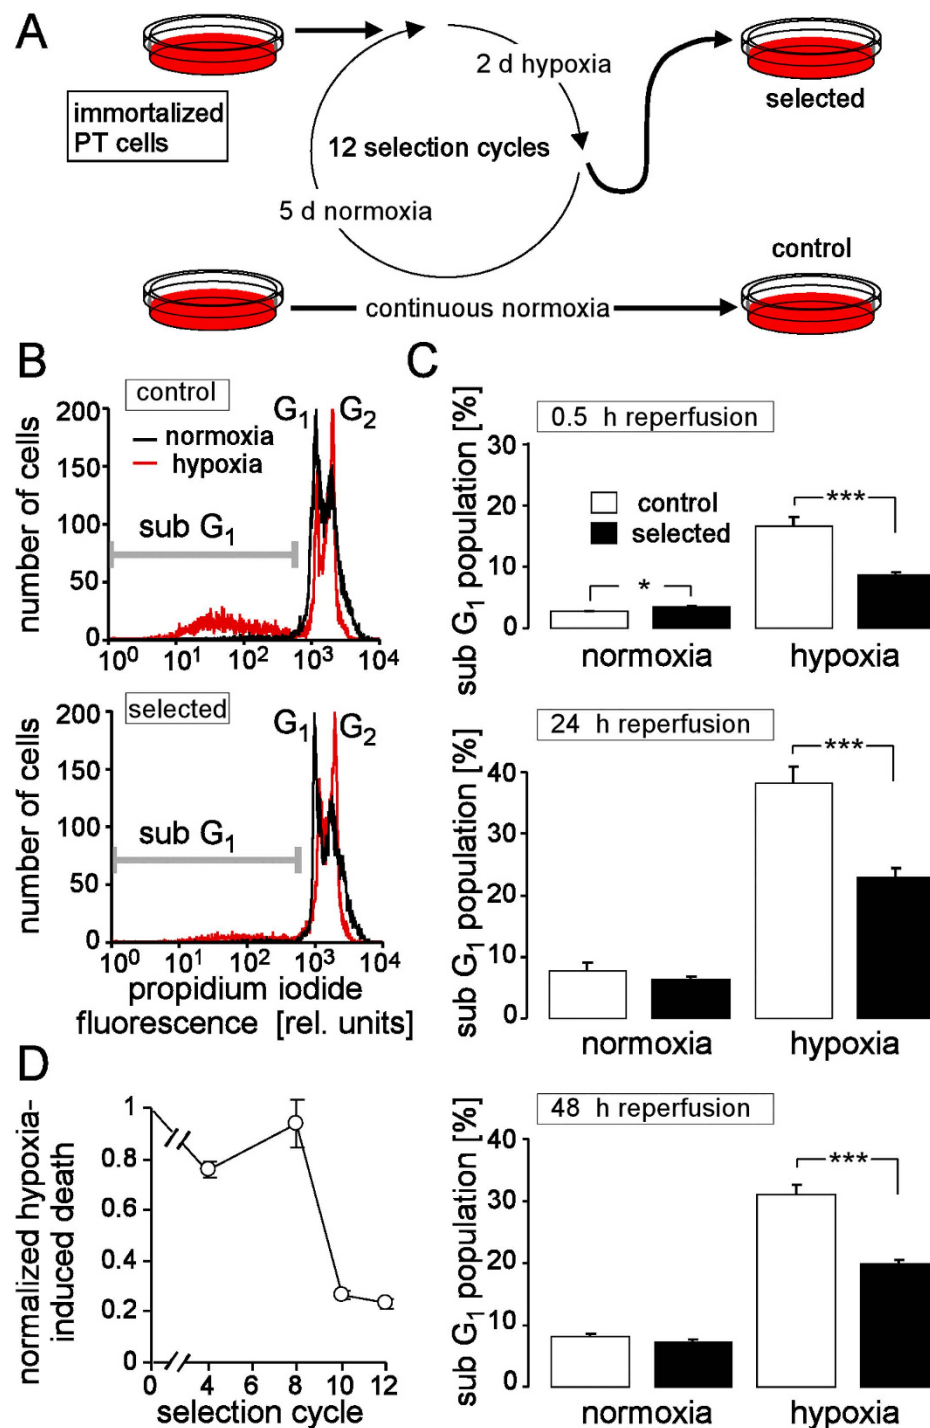 A
immortalized
PT cells
2 d hypoxia
12 selection cycles
5 d normoxia
selected
control
continuous normoxia
B
control
normoxia
hypoxia
G1 G2
sub G1
number of cells
200
150
100
50
0
10^0 10^1 10^2 10^3 10^4
selected
G1 G2
sub G1
number of cells
200
150
100
50
0
10^0 10^1 10^2 10^3 10^4
propidium iodide
fluorescence [rel. units]
C
0.5 h reperfusion
sub G1 population [%]
30
20
10
0
control
selected
*
***
normoxia hypoxia
24 h reperfusion
sub G1 population [%]
40
30
20
10
0
***
normoxia hypoxia
48 h reperfusion
sub G1 population [%]
40
30
20
10
0
***
normoxia hypoxia
D
normalized hypoxia-
induced death
1
0.8
0.6
0.4
0.2
0
0 4 6 8 10 12
selection cycle